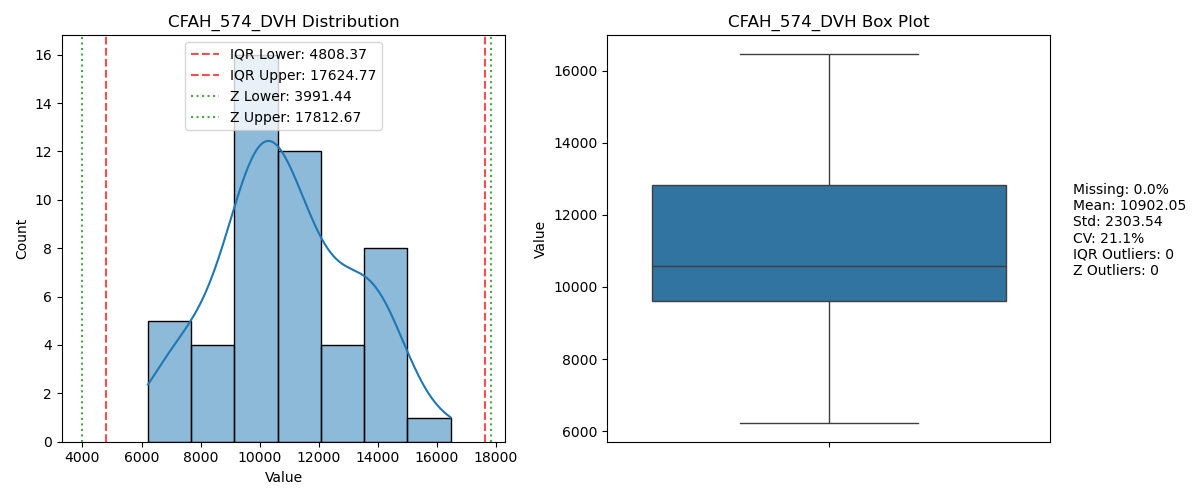 CFAH_574_DVH Distribution
IQR Lower: 4808.37
IQR Upper: 17624.77
Z Lower: 3991.44
Z Upper: 17812.67
Count
16
14
12
10
8
6
4
2
0
4000 6000 8000 10000 12000 14000 16000 18000
Value
CFAH_574_DVH Box Plot
Value
16000
14000
12000
10000
8000
6000
Missing: 0.0%
Mean: 10902.05
Std: 2303.54
CV: 21.1%
IQR Outliers: 0
Z Outliers: 0